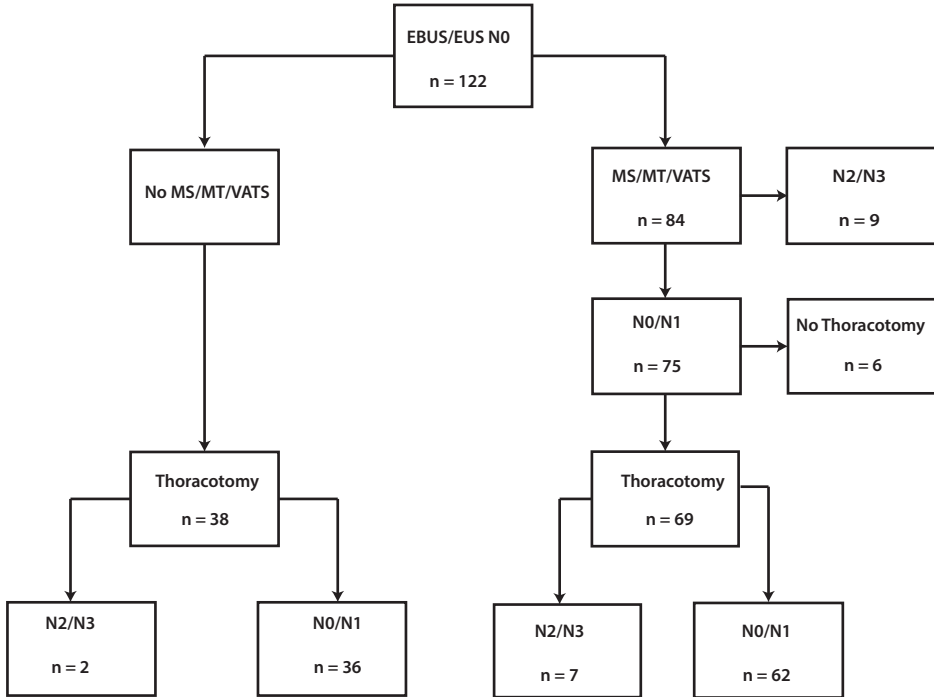 EBUS/EUS N0
n = 122
No MS/MT/VATS
MS/MT/VATS
n = 84
N2/N3
n = 9
N0/N1
n = 75
No Thoracotomy
n = 6
Thoracotomy
n = 38
Thoracotomy
n = 69
N2/N3
n = 2
N0/N1
n = 36
N2/N3
n = 7
N0/N1
n = 62